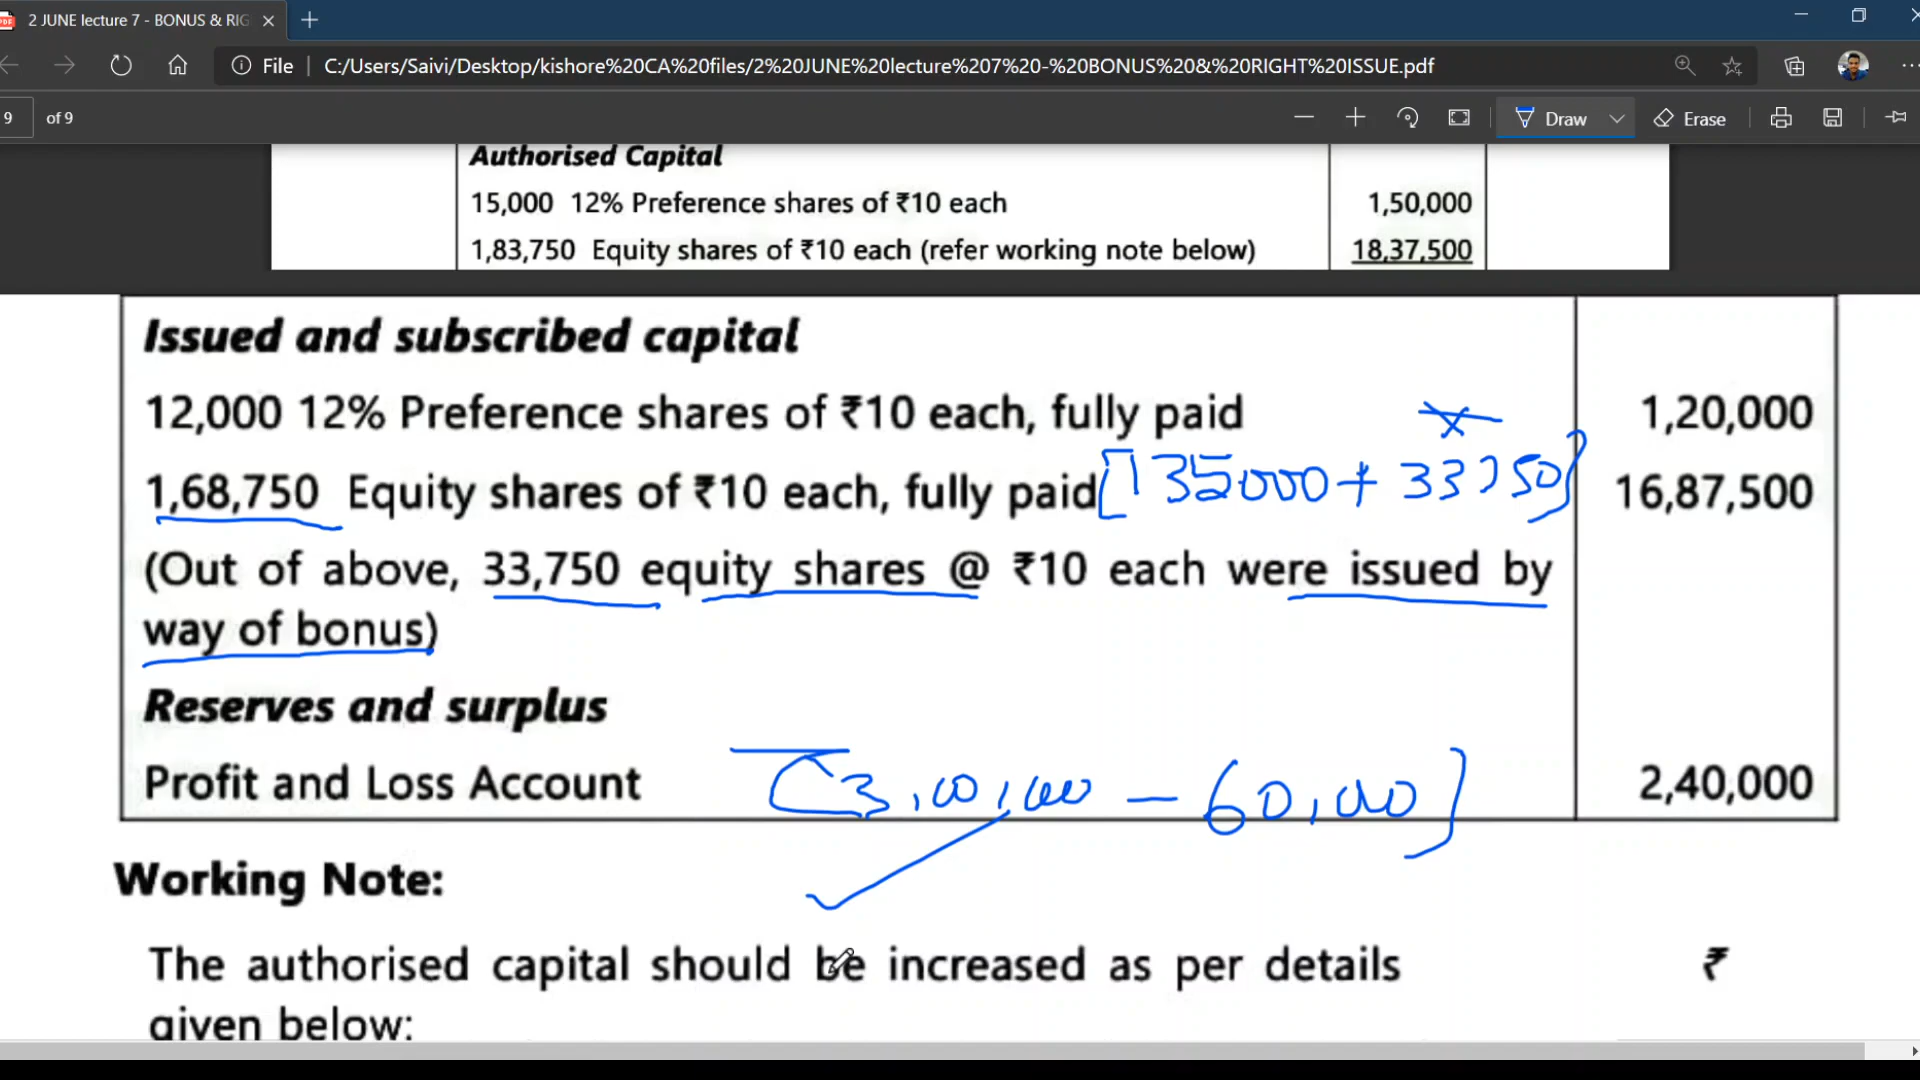 2 JUNE lecture 7 - BONUS & RIG
File C:/Users/Saivi/Desktop/kishore%20CA%20files/2%20JUNE%20lecture%207%20-%20BONUS%20&%20RIGHT%20ISSUE.pdf
9 of 9 Draw Erase
Authorised Capital
15,000 12% Preference shares of ₹10 each 1,50,000
1,83,750 Equity shares of ₹10 each (refer working note below) 18,37,500
Issued and subscribed capital
12,000 12% Preference shares of ₹10 each, fully paid 1,20,000
1,68,750 Equity shares of ₹10 each, fully paid [135000 + 33750] 16,87,500
(Out of above, 33,750 equity shares @ ₹10 each were issued by
way of bonus)
Reserves and surplus
Profit and Loss Account [3,00,000 - 60,000] 2,40,000
Working Note:
The authorised capital should be increased as per details ₹
given below: